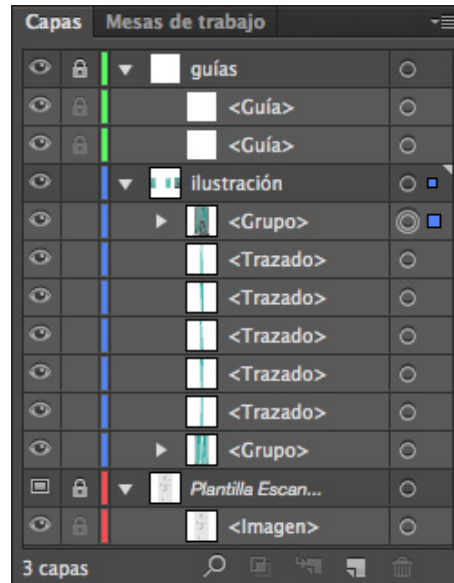 Capas Mesas de trabajo
guías
<Guía>
<Guía>
ilustración
<Grupo>
<Trazado>
<Trazado>
<Trazado>
<Trazado>
<Trazado>
<Grupo>
Plantilla Escan...
<Imagen>
3 capas